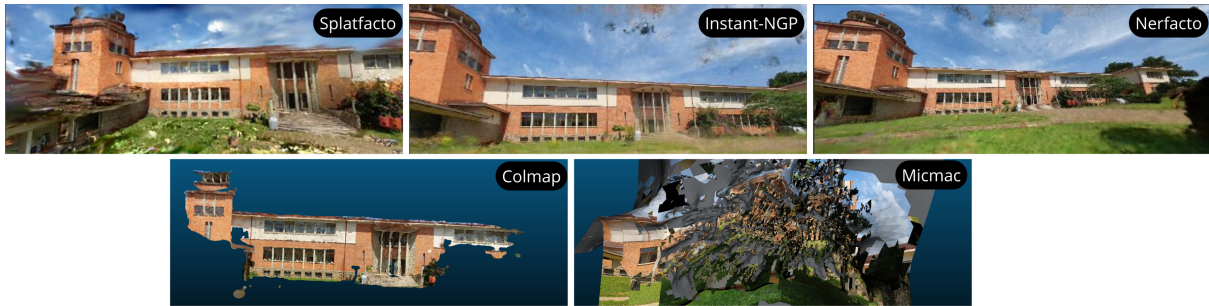 Splatfacto
Instant-NGP
Nerfacto
Colmap
Micmac